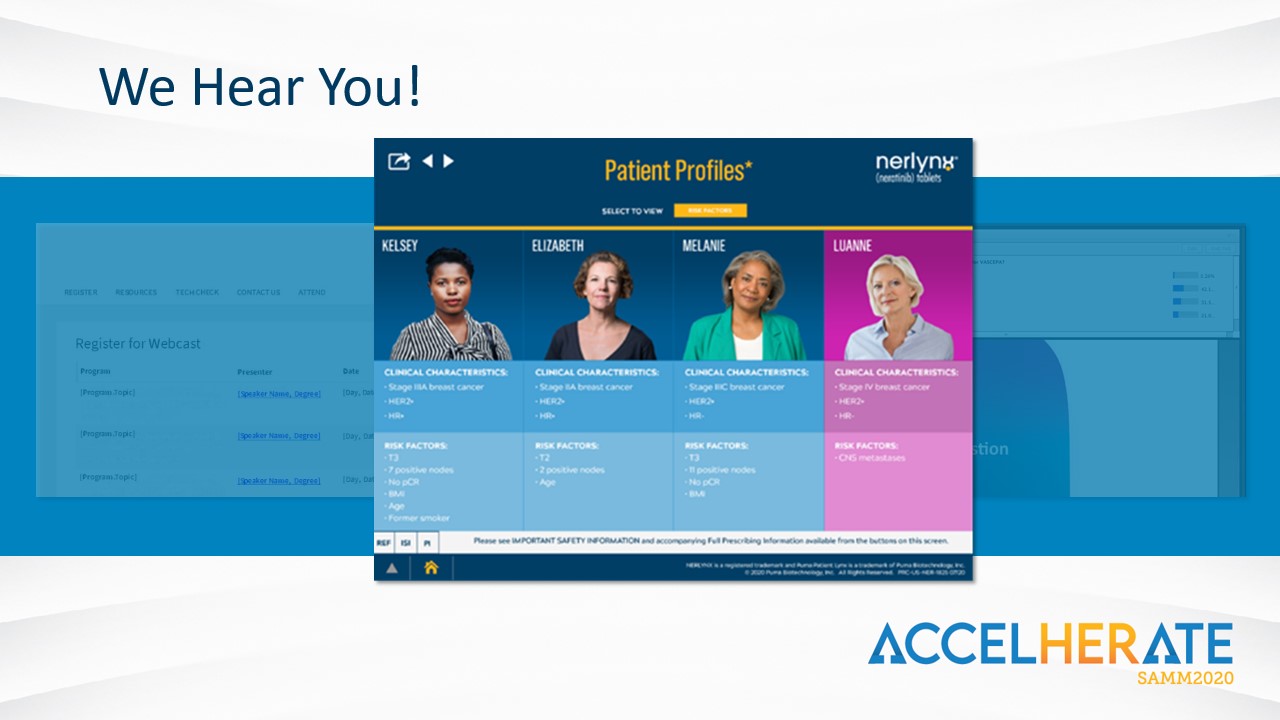 We Hear You!
Patient Profiles*
nerlynx®
(neratinib) tablets
SELECT TO VIEW
RISK FACTORS
KELSEY
ELIZABETH
MELANIE
LUANNE
CLINICAL CHARACTERISTICS:
• Stage IIIA breast cancer
• HER2+
• HR+
RISK FACTORS:
• T3
• 7 positive nodes
• No pCR
• BMI
• Age
• Former smoker
CLINICAL CHARACTERISTICS:
• Stage IIA breast cancer
• HER2+
• HR+
RISK FACTORS:
• T2
• 2 positive nodes
• Age
CLINICAL CHARACTERISTICS:
• Stage IIIC breast cancer
• HER2+
• HR-
RISK FACTORS:
• T3
• 11 positive nodes
• No pCR
• BMI
CLINICAL CHARACTERISTICS:
• Stage IV breast cancer
• HER2+
• HR-
RISK FACTORS:
• CNS metastases
REF ISI PI
Please see IMPORTANT SAFETY INFORMATION and accompanying Full Prescribing Information available from the buttons on this screen.
NERLYNX is a registered trademark and Puma Patient Lynx is a trademark of Puma Biotechnology, Inc.
© 2020 Puma Biotechnology, Inc. All Rights Reserved.
REGISTER RESOURCES TECH CHECK CONTACT US ATTEND
Register for Webcast
Program Presenter Date
[Program Topic] [Speaker Name, Degree] [Day, Dat
[Program Topic] [Speaker Name, Degree] [Day, Da
[Program Topic] [Speaker Name, Degree] [Day, Da
stion
ACCELHERATE
SAMM2020